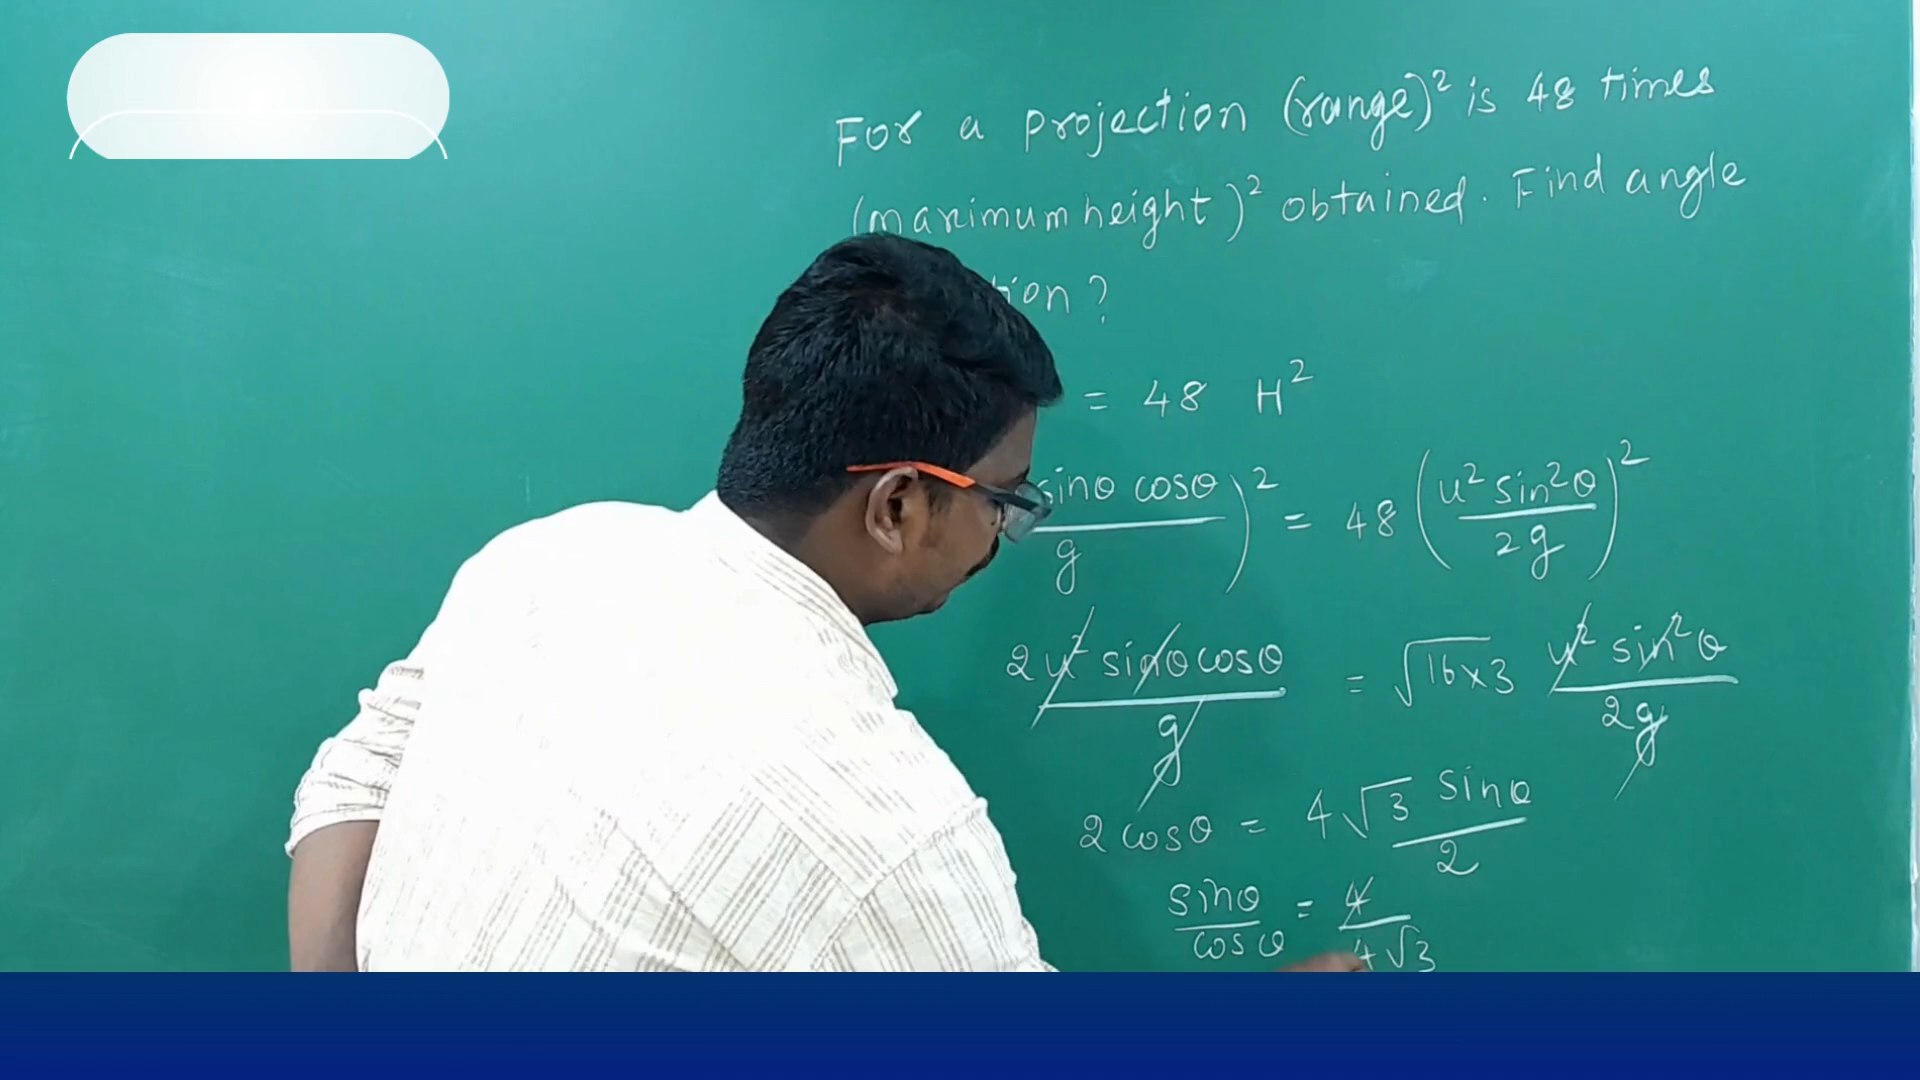 For a projection (range)² is 48 times
(maximum height)² obtained. Find angle
tion ?
= 48 H²
sinθ cosθ / g )² = 48 ( u² sin²θ / 2g )²
2 u² sinθ cosθ / g = √16×3 u² sin²θ / 2g
2 cosθ = 4√3 sinθ / 2
sinθ / cosθ = 4 / 4√3